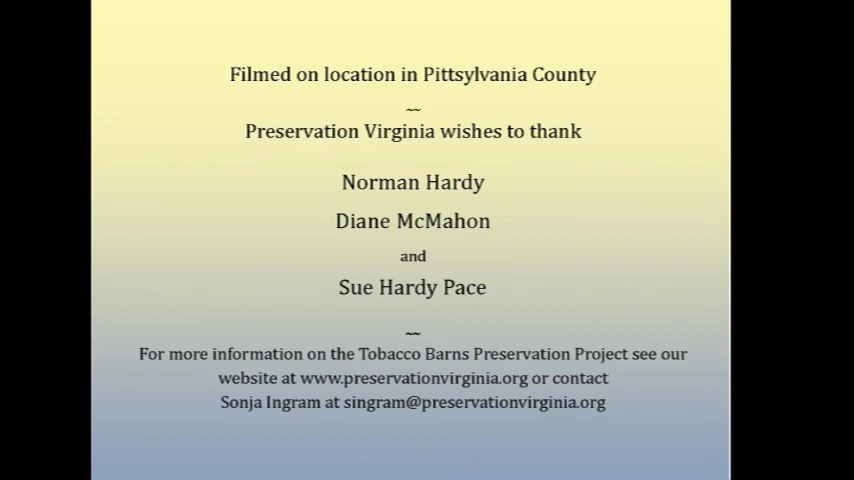 Filmed on location in Pittsylvania County
~~
Preservation Virginia wishes to thank
Norman Hardy
Diane McMahon
and
Sue Hardy Pace
~~
For more information on the Tobacco Barns Preservation Project see our
website at www.preservationvirginia.org or contact
Sonja Ingram at singram@preservationvirginia.org